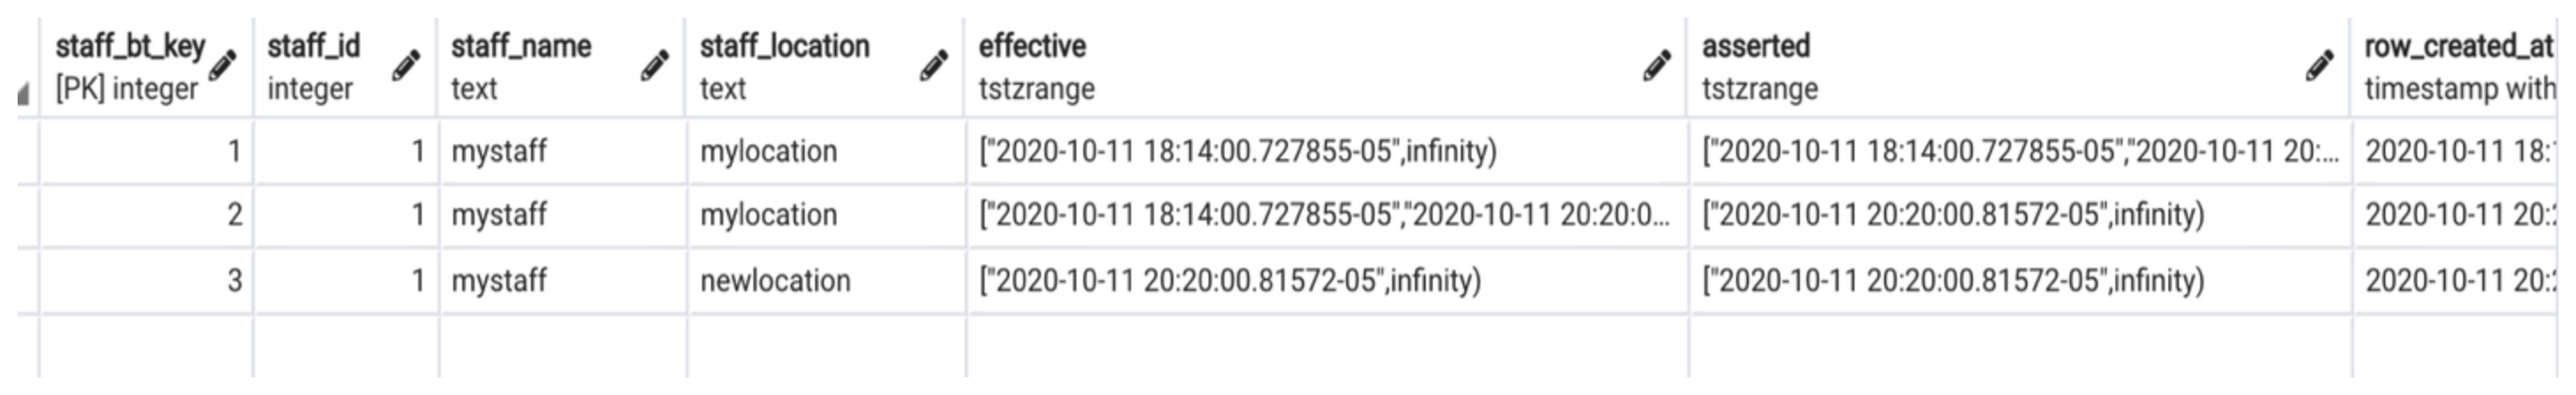 staff_bt_key staff_id staff_name staff_location effective asserted row_created_at
[PK] integer integer text text tstzrange tstzrange timestamp with
1 1 mystaff mylocation ["2020-10-11 18:14:00.727855-05",infinity) ["2020-10-11 18:14:00.727855-05","2020-10-11 20:... 2020-10-11 18:
2 1 mystaff mylocation ["2020-10-11 18:14:00.727855-05","2020-10-11 20:20:0... ["2020-10-11 20:20:00.81572-05",infinity) 2020-10-11 20:
3 1 mystaff newlocation ["2020-10-11 20:20:00.81572-05",infinity) ["2020-10-11 20:20:00.81572-05",infinity) 2020-10-11 20: